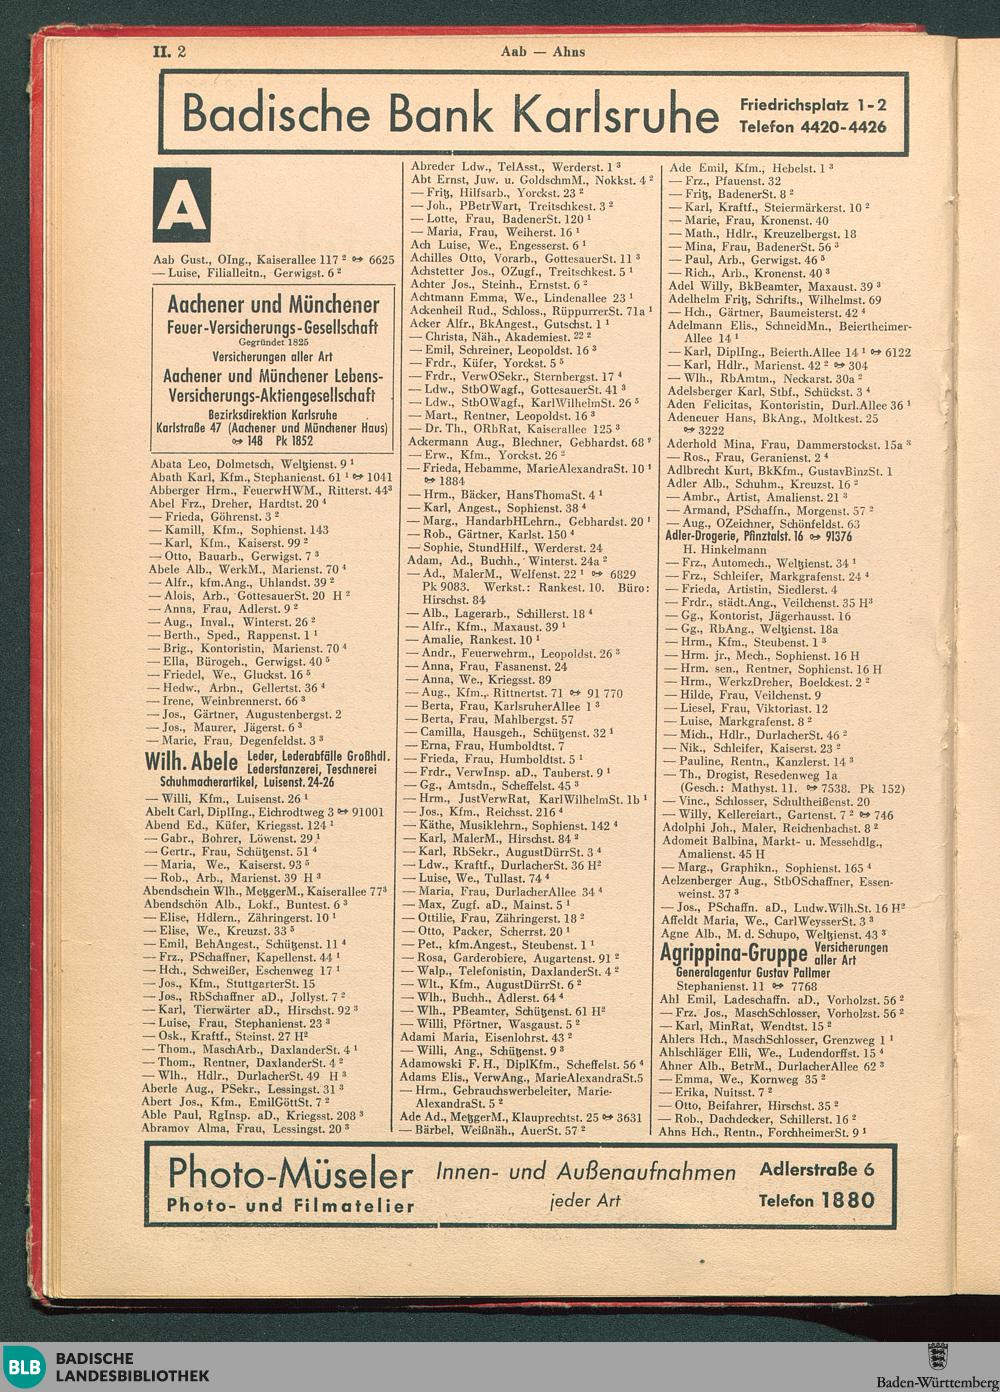 II. 2
Aab — Ahns
Badische Bank Karlsruhe
Friedrichsplatz 1-2
Telefon 4420-4426
A
Aab Gust., OIng., Kaiserallee 117 ² ⚯ 6625
— Luise, Filialleitn., Gerwigst. 6 ²
Aachener und Münchener
Feuer-Versicherungs-Gesellschaft
Gegründet 1825
Versicherungen aller Art
Aachener und Münchener Lebens-
Versicherungs-Aktiengesellschaft
Bezirksdirektion Karlsruhe
Karlstraße 47 (Aachener und Münchener Haus)
⚯ 148 Pk 1852
Abata Leo, Dolmetsch, Weltzienst. 9 ¹
Abath Karl, Kfm., Stephanienst. 61 ¹ ⚯ 1041
Abberger Hrm., FeuerwHWM., Ritterst. 44³
Abel Frz., Dreher, Hardtst. 20 ⁴
— Frieda, Göhrenst. 3 ²
— Kamill, Kfm., Sophienst. 143
— Karl, Kfm., Kaiserst. 99 ²
— Otto, Bauarb., Gerwigst. 7 ³
Abele Alb., WerkM., Marienst. 70 ⁴
— Alfr., kfm.Ang., Uhlandst. 39 ²
— Alois, Arb., GottesauerSt. 20 H ²
— Anna, Frau, Adlerst. 9 ²
— Aug., Inval., Winterst. 26 ²
— Berth., Sped., Rappenst. 1 ¹
— Brig., Kontoristin, Marienst. 70 ⁴
— Ella, Bürogeh., Gerwigst. 40 ⁵
— Friedel, We., Gluckst. 16 ⁵
— Hedw., Arbn., Gellertst. 36 ⁴
— Irene, Weinbrennerst. 66 ³
— Jos., Gärtner, Augustenbergst. 2
— Jos., Maurer, Jägerst. 6 ³
— Marie, Frau, Degenfeldst. 3 ³
Wilh. Abele Leder, Lederabfälle Großhdl.
Lederstanzerei, Teschnerei
Schuhmacherartikel, Luisenst. 24-26
— Willi, Kfm., Luisenst. 26 ¹
Abelt Carl, DiplIng., Eichrodtweg 3 ⚯ 91001
Abend Ed., Küfer, Kriegsst. 124 ¹
— Gabr., Bohrer, Löwenst. 29 ¹
— Gertr., Frau, Schützenst. 51 ⁴
— Maria, We., Kaiserst. 93 ⁵
— Rob., Arb., Marienst. 39 H ³
Abendschein Wlh., MetzgerM., Kaiserallee 77³
Abendschön Alb., Lokf., Buntest. 6 ³
— Elise, Hdlern., Zähringerst. 10 ¹
— Elise, We., Kreuzst. 33 ⁵
— Emil, BehAngest., Schützenst. 11 ⁴
— Frz., PSchaffner, Kapellenst. 44 ¹
— Hch., Schweißer, Eschenweg 17 ¹
— Jos., Kfm., StuttgarterSt. 15
— Jos., RbSchaffner aD., Jollyst. 7 ²
— Karl, Tierwärter aD., Hirschst. 92 ³
— Luise, Frau, Stephanienst. 23 ³
— Osk., Kraftf., Steinst. 27 H²
— Thom., MaschArb., DaxlanderSt. 4 ¹
— Thom., Rentner, DaxlanderSt. 4 ²
— Wlh., Hdlr., DurlacherSt. 49 H ³
Aberle Aug., PSekr., Lessingst. 31 ³
Abert Jos., Kfm., EmilGöttSt. 7 ²
Able Paul, RgInsp. aD., Kriegsst. 208 ³
Abramov Alma, Frau, Lessingst. 20 ³
Abreder Ldw., TelAsst., Werderst. 1 ³
Abt Ernst, Juw. u. GoldschmM., Nokkst. 4 ²
— Fritz, Hilfsarb., Yorckst. 23 ²
— Joh., PBetrWart, Treitschkest. 3 ²
— Lotte, Frau, BadenerSt. 120 ¹
— Maria, Frau, Weiherst. 16 ¹
Ach Luise, We., Engesserst. 6 ¹
Achilles Otto, Vorarb., GottesauerSt. 11 ³
Achstetter Jos., OZugf., Treitschkest. 5 ¹
Achter Jos., Steinh., Ernstst. 6 ²
Achtmann Emma, We., Lindenallee 23 ¹
Ackenheil Rud., Schloss., RüppurrerSt. 71a ¹
Acker Alfr., BkAngest., Gutschst. 1 ¹
— Christa, Näh., Akademiest. ²² ²
— Emil, Schreiner, Leopoldst. 16 ³
— Frdr., Küfer, Yorckst. 5 ⁵
— Frdr., VerwOSekr., Sternbergst. 17 ⁴
— Ldw., StbOWagf., GottesauerSt. 41 ³
— Ldw., StbOWagf., KarlWilhelmSt. 26 ⁵
— Mart., Rentner, Leopoldst. 16 ³
— Dr. Th., ORbRat, Kaiserallee 125 ³
Ackermann Aug., Blechner, Gebhardst. 68 ²
— Erw., Kfm., Yorckst. 26 ²
— Frieda, Hebamme, MarieAlexandraSt. 10 ¹
⚯ 1884
— Hrm., Bäcker, HansThomaSt. 4 ¹
— Karl, Angest., Sophienst. 38 ⁴
— Marg., HandarbHLehrn., Gebhardst. 20 ¹
— Rob., Gärtner, Karlst. 150 ⁴
— Sophie, StundHilf., Werderst. 24
Adam, Ad., Buchh., Winterst. 24a ²
— Ad., MalerM., Welfenst. 22 ¹ ⚯ 6829
Pk 9083. Werkst.: Rankest. 10. Büro:
Hirschst. 84
— Alb., Lagerarb., Schillerst. 18 ⁴
— Alfr., Kfm., Maxaust. 39 ¹
— Amalie, Rankest. 10 ¹
— Andr., Feuerwehrm., Leopoldst. 26 ³
— Anna, Frau, Fasanenst. 24
— Anna, We., Kriegsst. 89
— Aug., Kfm., Rittnertst. 71 ⚯ 91 770
— Berta, Frau, KarlsruherAllee 1 ³
— Berta, Frau, Mahlbergst. 57
— Camilla, Hausgeh., Schützenst. 32 ¹
— Erna, Frau, Humboldtst. 7
— Frieda, Frau, Humboldtst. 5 ¹
— Frdr., VerwInsp. aD., Tauberst. 9 ¹
— Gg., Amtsdn., Scheffelst. 45 ³
— Hrm., JustVerwRat, KarlWilhelmSt. 1b ¹
— Jos., Kfm., Reichsst. 216 ⁴
— Käthe, Musiklehrn., Sophienst. 142 ⁴
— Karl, MalerM., Hirschst. 84 ²
— Karl, RbSekr., AugustDürrSt. 3 ⁴
— Ldw., Kraftf., DurlacherSt. 36 H²
— Luise, We., Tullast. 74 ⁴
— Maria, Frau, DurlacherAllee 34 ⁴
— Max, Zugf. aD., Mainst. 5 ¹
— Ottilie, Frau, Zähringerst. 18 ²
— Otto, Packer, Scherrst. 20 ¹
— Pet., kfm.Angest., Steubenst. 1 ¹
— Rosa, Garderobiere, Augartenst. 91 ²
— Walp., Telefonistin, DaxlanderSt. 4 ²
— Wlt., Kfm., AugustDürrSt. 6 ²
— Wlh., Buchh., Adlerst. 64 ⁴
— Wlh., PBeamter, Schützenst. 61 H²
— Willi, Pförtner, Wasgaust. 5 ²
Adami Maria, Eisenlohrst. 43 ²
— Willi, Ang., Schützenst. 9 ³
Adamowski F. H., DiplKfm., Scheffelst. 56 ⁴
Adams Elis., VerwAng., MarieAlexandraSt.5
— Hrm., Gebrauchswerbeleiter, Marie-
AlexandraSt. 5 ²
Ade Ad., MetzgerM., Klauprechtst. 25 ⚯ 3631
— Bärbel, Weißnäh., AuerSt. 57 ²
Ade Emil, Kfm., Hebelst. 1 ³
— Frz., Pfauenst. 32
— Fritz, BadenerSt. 8 ²
— Karl, Kraftf., Steiermärkerst. 10 ²
— Marie, Frau, Kronenst. 40
— Math., Hdlr., Kreuzelbergst. 18
— Mina, Frau, BadenerSt. 56 ³
— Paul, Arb., Gerwigst. 46 ⁵
— Rich., Arb., Kronenst. 40 ³
Adel Willy, BkBeamter, Maxaust. 39 ³
Adelhelm Fritz, Schrifts., Wilhelmst. 69
— Hch., Gärtner, Baumeisterst. 42 ⁴
Adelmann Elis., SchneidMn., Beiertheimer-
Allee 14 ¹
— Karl, DiplIng., Beierth.Allee 14 ¹ ⚯ 6122
— Karl, Hdlr., Marienst. 42 ² ⚯ 304
— Wlh., RbAmtm., Neckarst. 30a ²
Adelsberger Karl, Stbf., Schückst. 3 ⁴
Aden Felicitas, Kontoristin, Durl.Allee 36 ¹
Adeneuer Hans, BkAng., Moltkest. 25
⚯ 3222
Aderhold Mina, Frau, Dammerstockst. 15a ³
— Ros., Frau, Geranienst. 2 ⁴
Adlbrecht Kurt, BkKfm., GustavBinzSt. 1
Adler Alb., Schuhm., Kreuzst. 16 ²
— Ambr., Artist, Amalienst. 21 ³
— Armand, PSchaffn., Morgenst. 57 ²
— Aug., OZeichner, Schönfeldst. 63
Adler-Drogerie, Pfinztalst. 16 ⚯ 91376
H. Hinkelmann
— Frz., Automech., Weltzienst. 34 ¹
— Frz., Schleifer, Markgrafenst. 24 ⁴
— Frieda, Artistin, Siedlerst. 4
— Frdr., städt.Ang., Veilchenst. 35 H³
— Gg., Kontorist, Jägerhausst. 16
— Gg., RbAng., Weltzienst. 18a
— Hrm., Kfm., Steubenst. 1 ³
— Hrm. jr., Mech., Sophienst. 16 H
— Hrm. sen., Rentner, Sophienst. 16 H
— Hrm., WerkzDreher, Boelckest. 2 ²
— Hilde, Frau, Veilchenst. 9
— Liesel, Frau, Viktoriast. 12
— Luise, Markgrafenst. 8 ²
— Mich., Hdlr., DurlacherSt. 46 ²
— Nik., Schleifer, Kaiserst. 23 ²
— Pauline, Rentn., Kanzlerst. 14 ³
— Th., Drogist, Resedenweg 1a
(Gesch.: Mathyst. 11. ⚯ 7538. Pk 152)
— Vinc., Schlosser, Schultheißenst. 20
— Willy, Kellereiart., Gartenst. 7 ² ⚯ 746
Adolphi Joh., Maler, Reichenbachst. 8 ²
Adomeit Balbina, Markt- u. Messehdlg.,
Amalienst. 45 H
— Marg., Graphikn., Sophienst. 165 ⁴
Aelzenberger Aug., StbOSchaffner, Essen-
weinst. 37 ³
— Jos., PSchaffn. aD., Ludw.Wilh.St. 16 H²
Affeldt Maria, We., CarlWeysserSt. 3 ³
Agne Alb., M. d. Schupo, Weltzienst. 43 ³
Agrippina-Gruppe Versicherungen
aller Art
Generalagentur Gustav Pallmer
Stephanienst. 11 ⚯ 7768
Ahl Emil, Ladeschaffn. aD., Vorholzst. 56 ²
— Frz. Jos., MaschSchlosser, Vorholzst. 56 ²
— Karl, MinRat, Wendtst. 15 ²
Ahlers Hch., MaschSchlosser, Grenzweg 1 ¹
Ahlschläger Elli, We., Ludendorffst. 15 ⁴
Ahner Alb., BetrM., DurlacherAllee 62 ³
— Emma, We., Kornweg 35 ²
— Erika, Nuitsst. 7 ²
— Otto, Beifahrer, Hirschst. 35 ²
— Rob., Dachdecker, Schillerst. 16 ²
Ahns Hch., Rentn., ForchheimerSt. 9 ¹
Photo-Müseler
Photo- und Filmatelier
Innen- und Außenaufnahmen
jeder Art
Adlerstraße 6
Telefon 1880
BLB
BADISCHE
LANDESBIBLIOTHEK
Baden-Württemberg